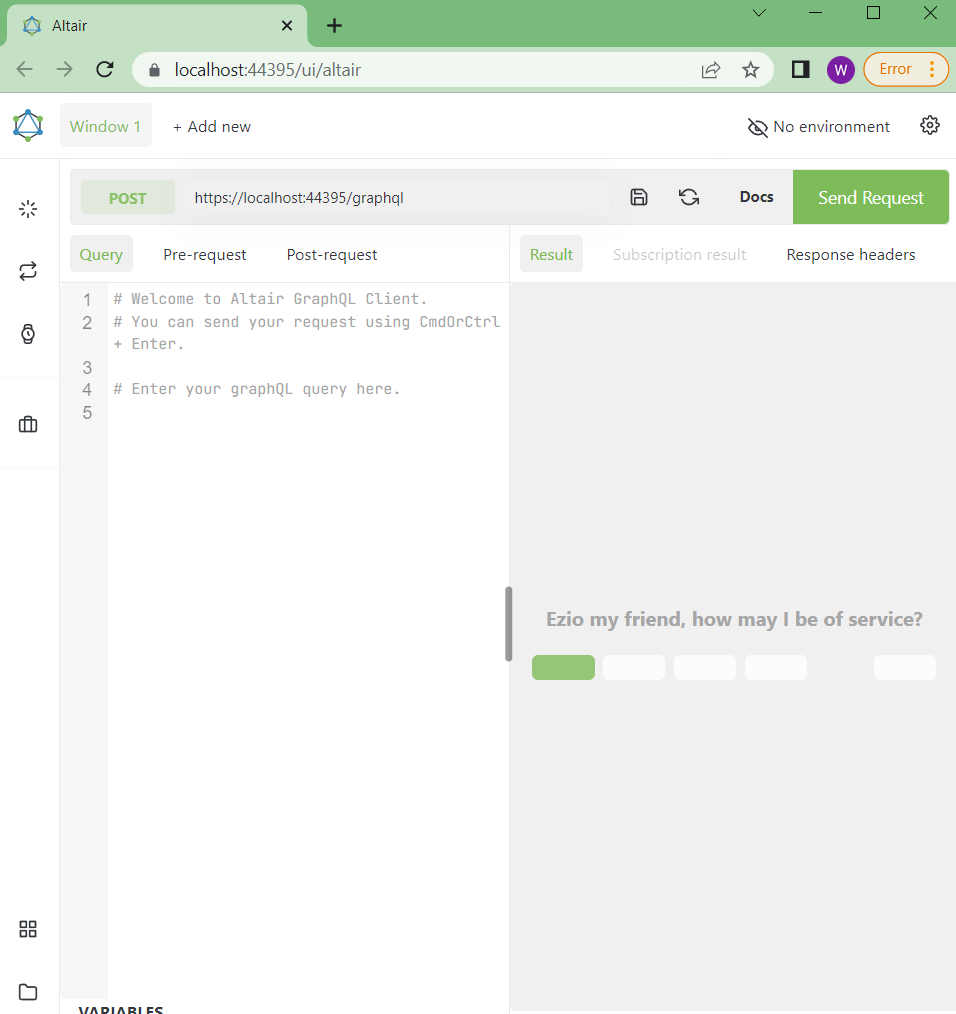 Altair
localhost:44395/ui/altair
W
Error
Window 1
+ Add new
No environment
POST
https://localhost:44395/graphql
Docs
Send Request
Query
Pre-request
Post-request
Result
Subscription result
Response headers
1
# Welcome to Altair GraphQL Client.
2
# You can send your request using CmdOrCtrl
+ Enter.
3
4
# Enter your graphQL query here.
5
Ezio my friend, how may I be of service?
VARIABLES